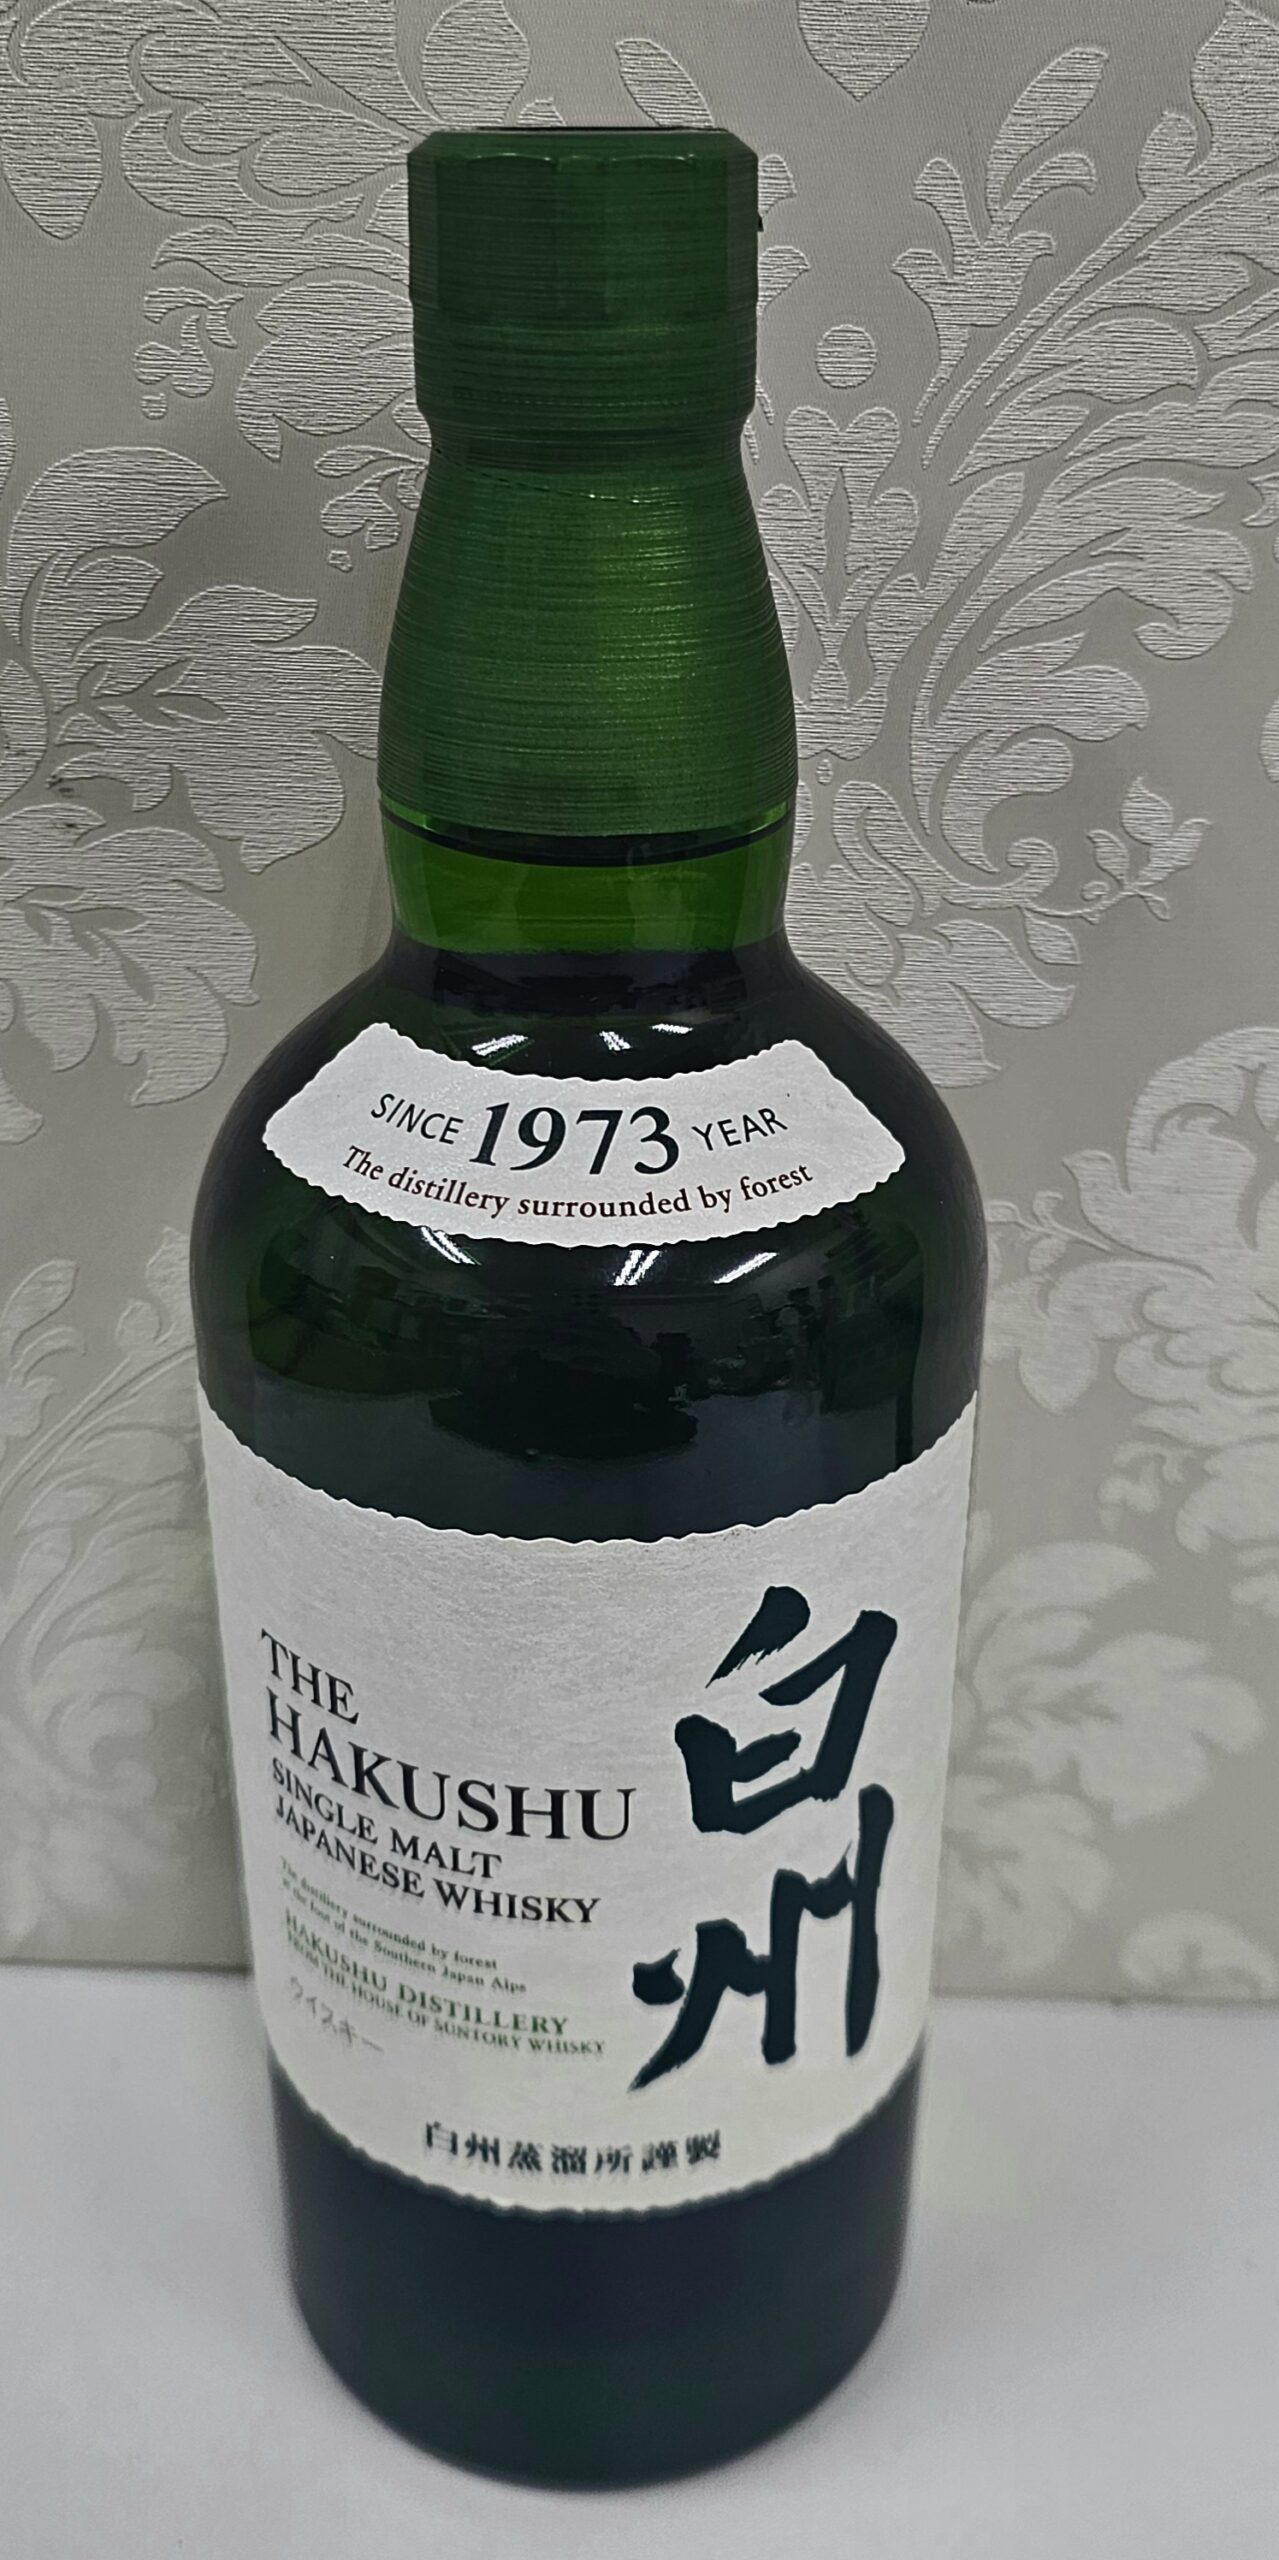 SINCE 1973 YEAR
The distillery surrounded by forest
THE
HAKUSHU
SINGLE MALT
JAPANESE WHISKY
The distillery surrounded by forest
at the foot of the Southern Japan Alps
HAKUSHU DISTILLERY
FROM THE HOUSE OF SUNTORY WHISKY
ウイスキー
白州
白州蒸溜所謹製